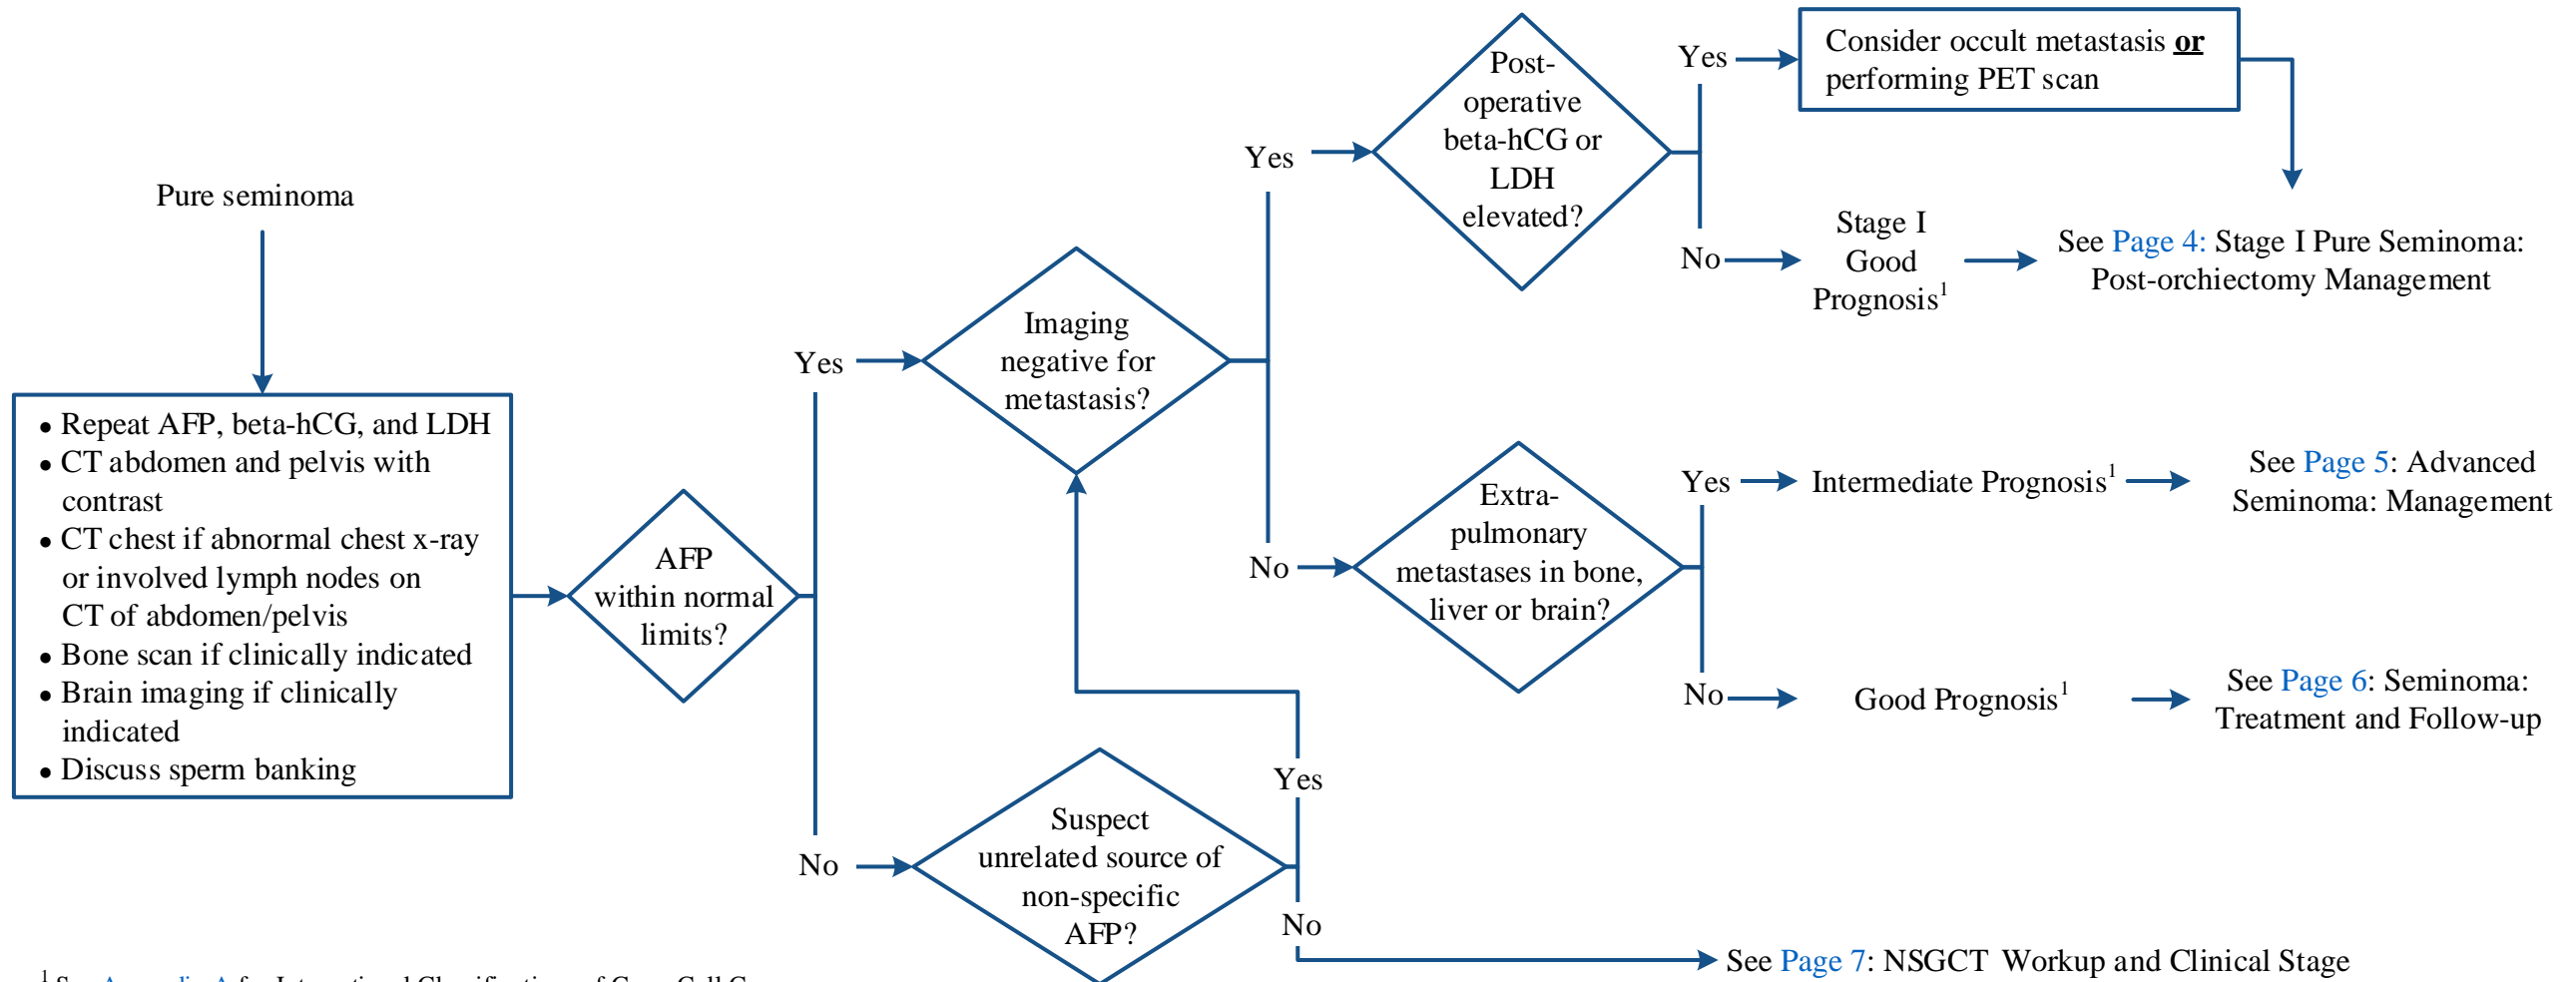 Pure seminoma
• Repeat AFP, beta-hCG, and LDH
• CT abdomen and pelvis with
contrast
• CT chest if abnormal chest x-ray
or involved lymph nodes on
CT of abdomen/pelvis
• Bone scan if clinically indicated
• Brain imaging if clinically
indicated
• Discuss sperm banking
AFP
within normal
limits?
Yes
No
Imaging
negative for
metastasis?
Suspect
unrelated source of
non-specific
AFP?
Yes
No
Yes
No
Post-
operative
beta-hCG or
LDH
elevated?
Yes
Consider occult metastasis or
performing PET scan
No
Stage I
Good
Prognosis1
See Page 4: Stage I Pure Seminoma:
Post-orchiectomy Management
Extra-
pulmonary
metastases in bone,
liver or brain?
Yes
Intermediate Prognosis1
See Page 5: Advanced
Seminoma: Management
No
Good Prognosis1
See Page 6: Seminoma:
Treatment and Follow-up
See Page 7: NSGCT Workup and Clinical Stage